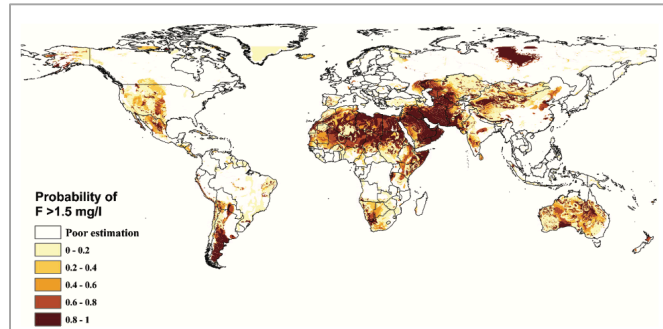 Probability of
F >1.5 mg/l
Poor estimation
0 - 0.2
0.2 - 0.4
0.4 - 0.6
0.6 - 0.8
0.8 - 1